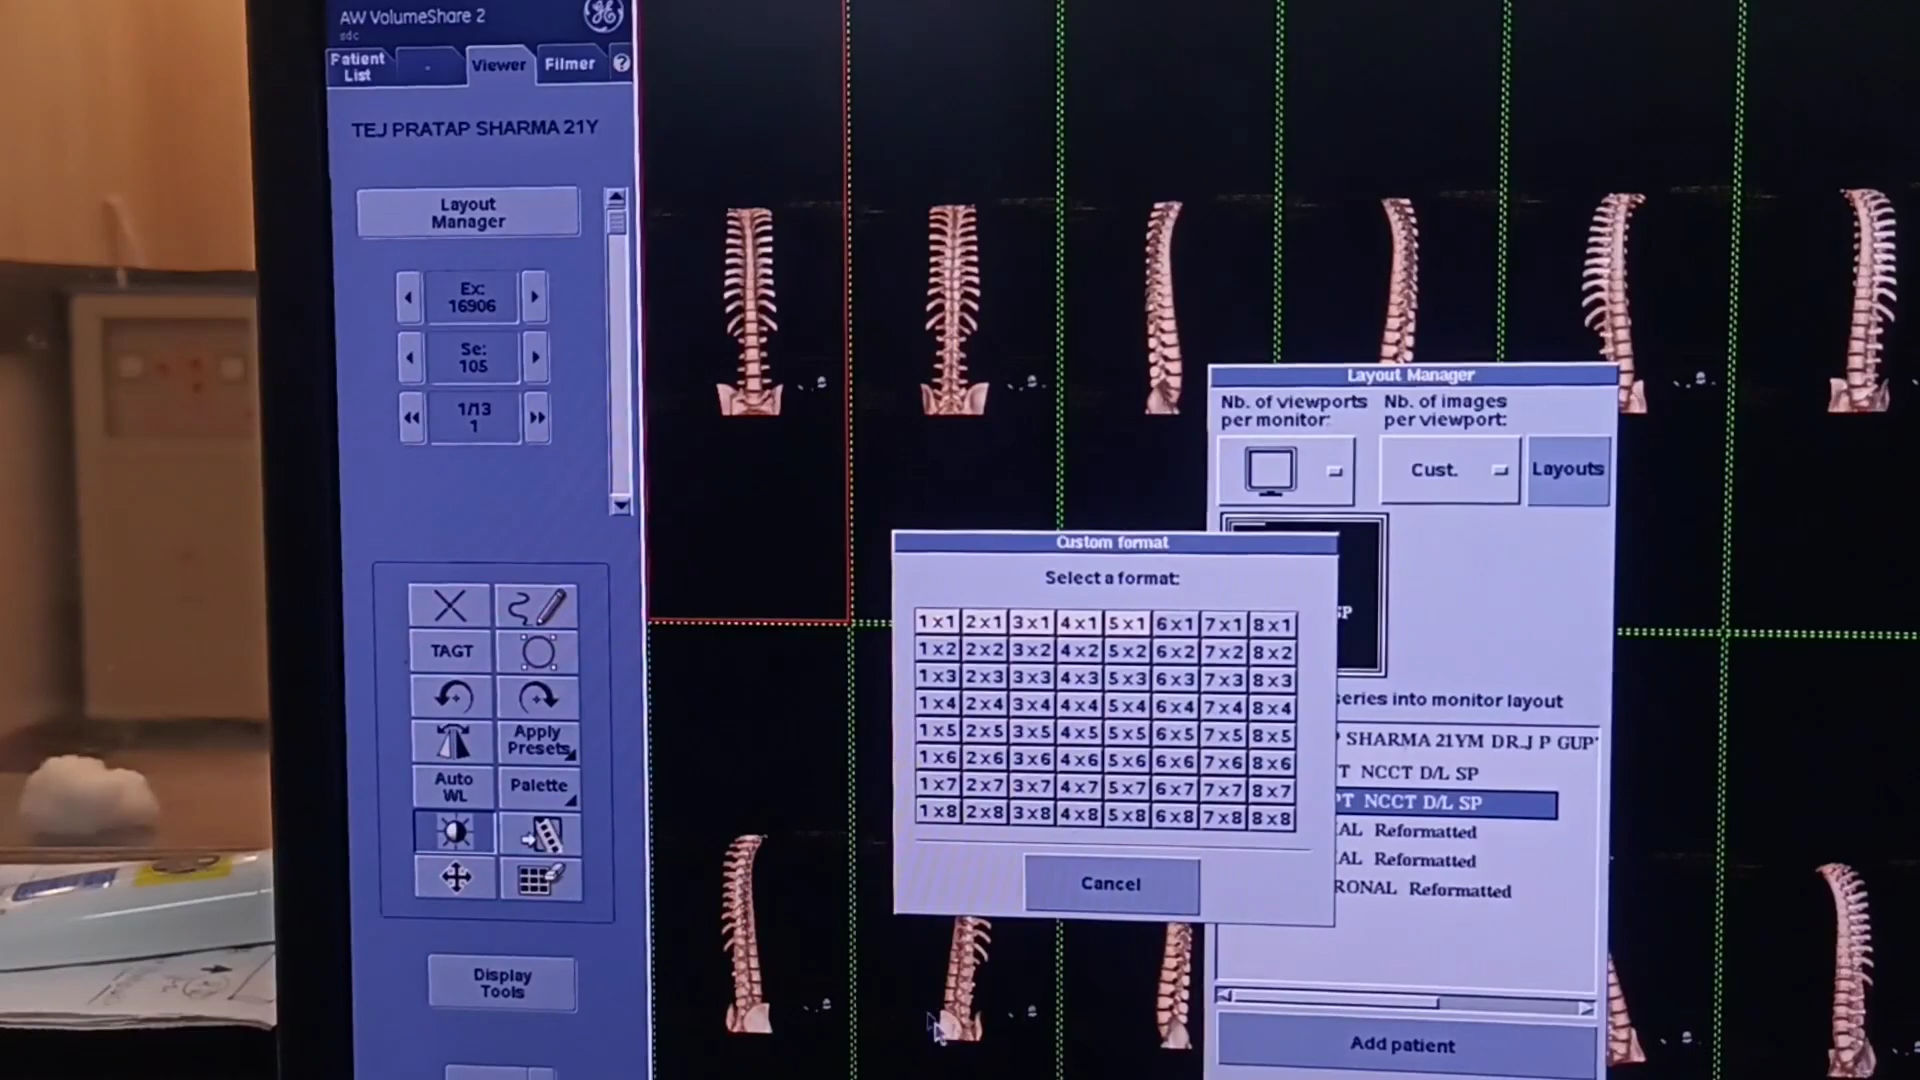 AW VolumeShare 2
sdc
Patient List
Viewer
Filmer
?
TEJ PRATAP SHARMA 21Y
Layout
Manager
Ex:
16906
Se:
105
1/13
1
TAGT
Apply
Presets
Auto
WL
Palette
Display
Tools
Layout Manager
Nb. of viewports
per monitor:
Nb. of images
per viewport:
Cust.
Layouts
SP
series into monitor layout
SHARMA 21YM DR.J P GUP
T NCCT D/L SP
PT NCCT D/L SP
AL Reformatted
AL Reformatted
RONAL Reformatted
Add patient
Custom format
Select a format:
1x1 2x1 3x1 4x1 5x1 6x1 7x1 8x1
1x2 2x2 3x2 4x2 5x2 6x2 7x2 8x2
1x3 2x3 3x3 4x3 5x3 6x3 7x3 8x3
1x4 2x4 3x4 4x4 5x4 6x4 7x4 8x4
1x5 2x5 3x5 4x5 5x5 6x5 7x5 8x5
1x6 2x6 3x6 4x6 5x6 6x6 7x6 8x6
1x7 2x7 3x7 4x7 5x7 6x7 7x7 8x7
1x8 2x8 3x8 4x8 5x8 6x8 7x8 8x8
Cancel